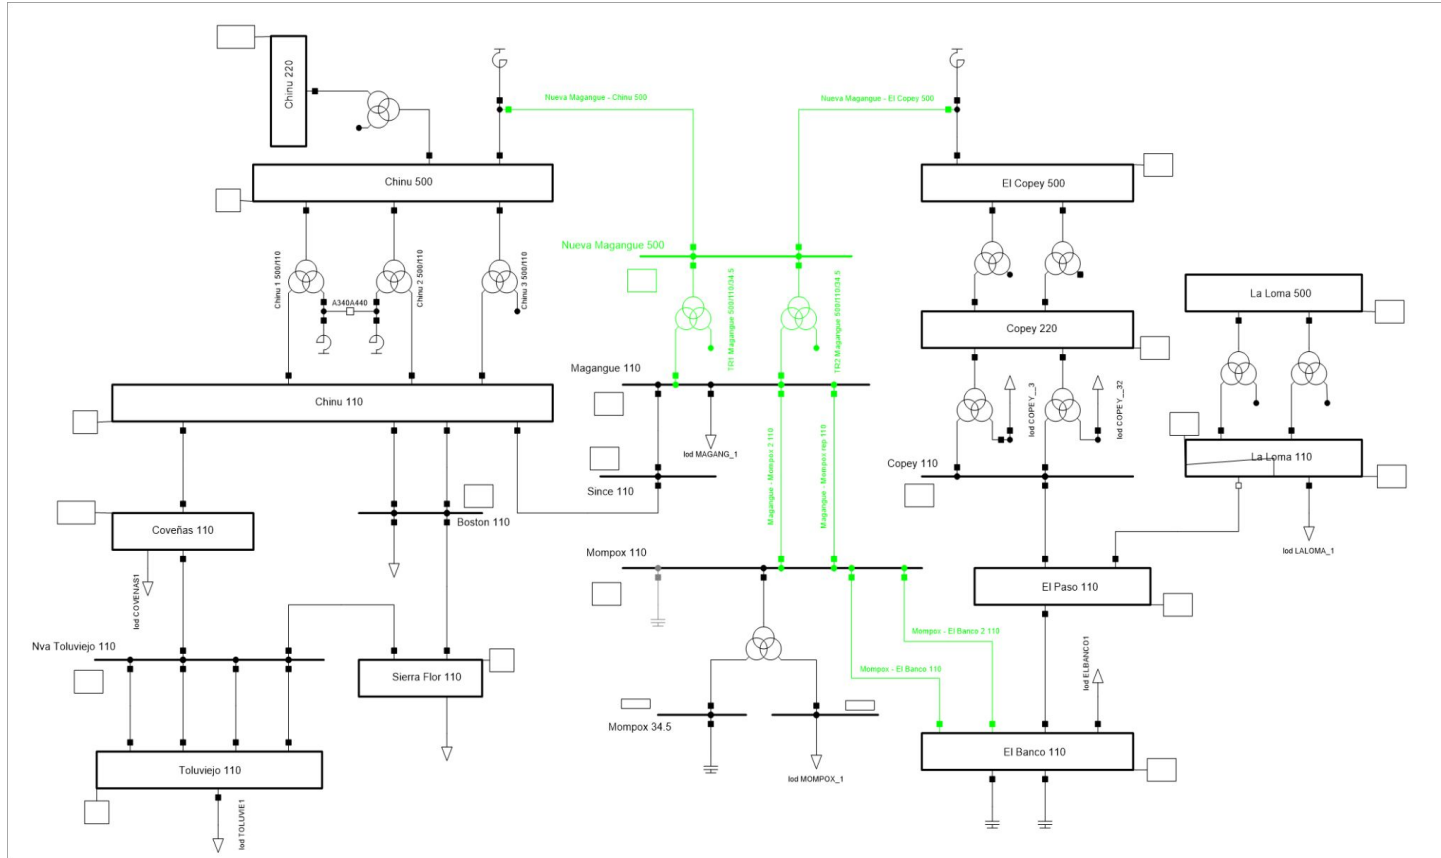 Chinu 220
Nueva Magangue - Chinu 500
Nueva Magangue - El Copey 500
Chinu 500
El Copey 500
Nueva Magangue 500
Chinu 1 500/110
Chinu 2 500/110
Chinu 3 500/110
A340A440
TR1 Magangue 500/110/34.5
TR2 Magangue 500/110/34.5
La Loma 500
Copey 220
Magangue 110
Chinu 110
lod COPEY__3
lod COPEY__32
lod MAGANG_1
La Loma 110
Copey 110
Since 110
Magangue - Mompox 2 110
Magangue - Mompox rep 110
Boston 110
Coveñas 110
lod LALOMA_1
Mompox 110
El Paso 110
lod COVENAS1
Mompox - El Banco 2 110
Nva Toluviejo 110
Mompox - El Banco 110
lod ELBANCO1
Sierra Flor 110
Mompox 34.5
El Banco 110
Toluviejo 110
lod MOMPOX_1
lod TOLUVIE1